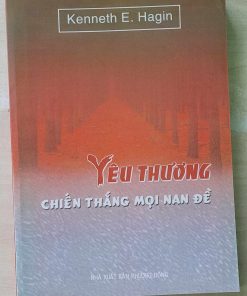 Kenneth E. Hagin
YÊU THƯƠNG
CHIẾN THẮNG MỌI NAN ĐỀ
NHÀ XUẤT BẢN PHƯƠNG ĐÔNG